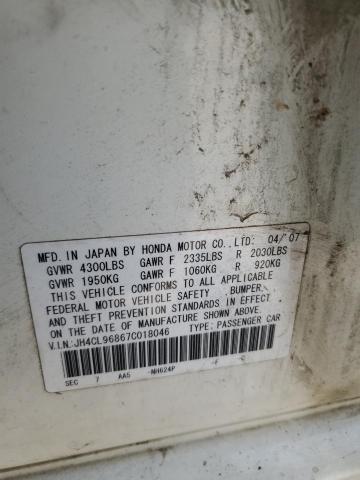 MFD. IN JAPAN BY HONDA MOTOR CO.,LTD: 04/'07
GVWR 4300LBS GAWR F 2335LBS R 2030LBS
GVWR 1950KG GAWR F 1060KG R 920KG
THIS VEHICLE CONFORMS TO ALL APPLICABLE
FEDERAL MOTOR VEHICLE SAFETY, BUMPER,
AND THEFT PREVENTION STANDARDS IN EFFECT
ON THE DATE OF MANUFACTURE SHOWN ABOVE.
V.I.N.:JH4CL96867C018046 TYPE: PASSENGER CAR
SEC 7 AA5 -NH624P -C